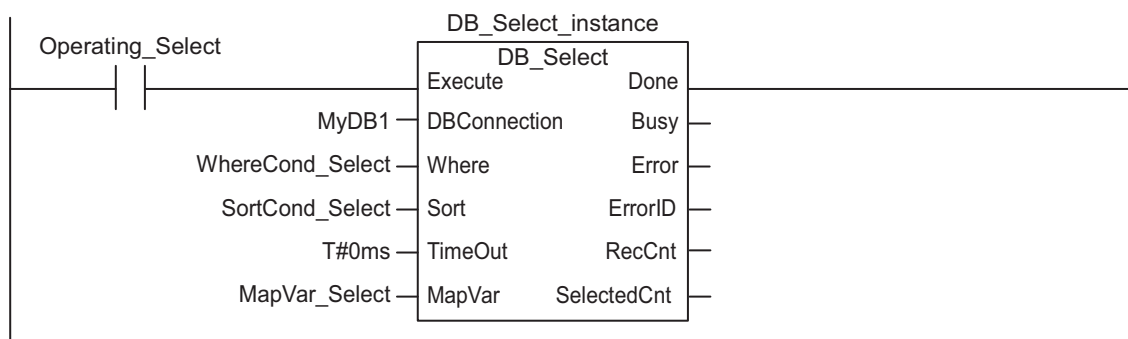 DB_Select_instance
Operating_Select
DB_Select
Execute Done
MyDB1 DBConnection Busy
WhereCond_Select Where Error
SortCond_Select Sort ErrorID
T#0ms TimeOut RecCnt
MapVar_Select MapVar SelectedCnt